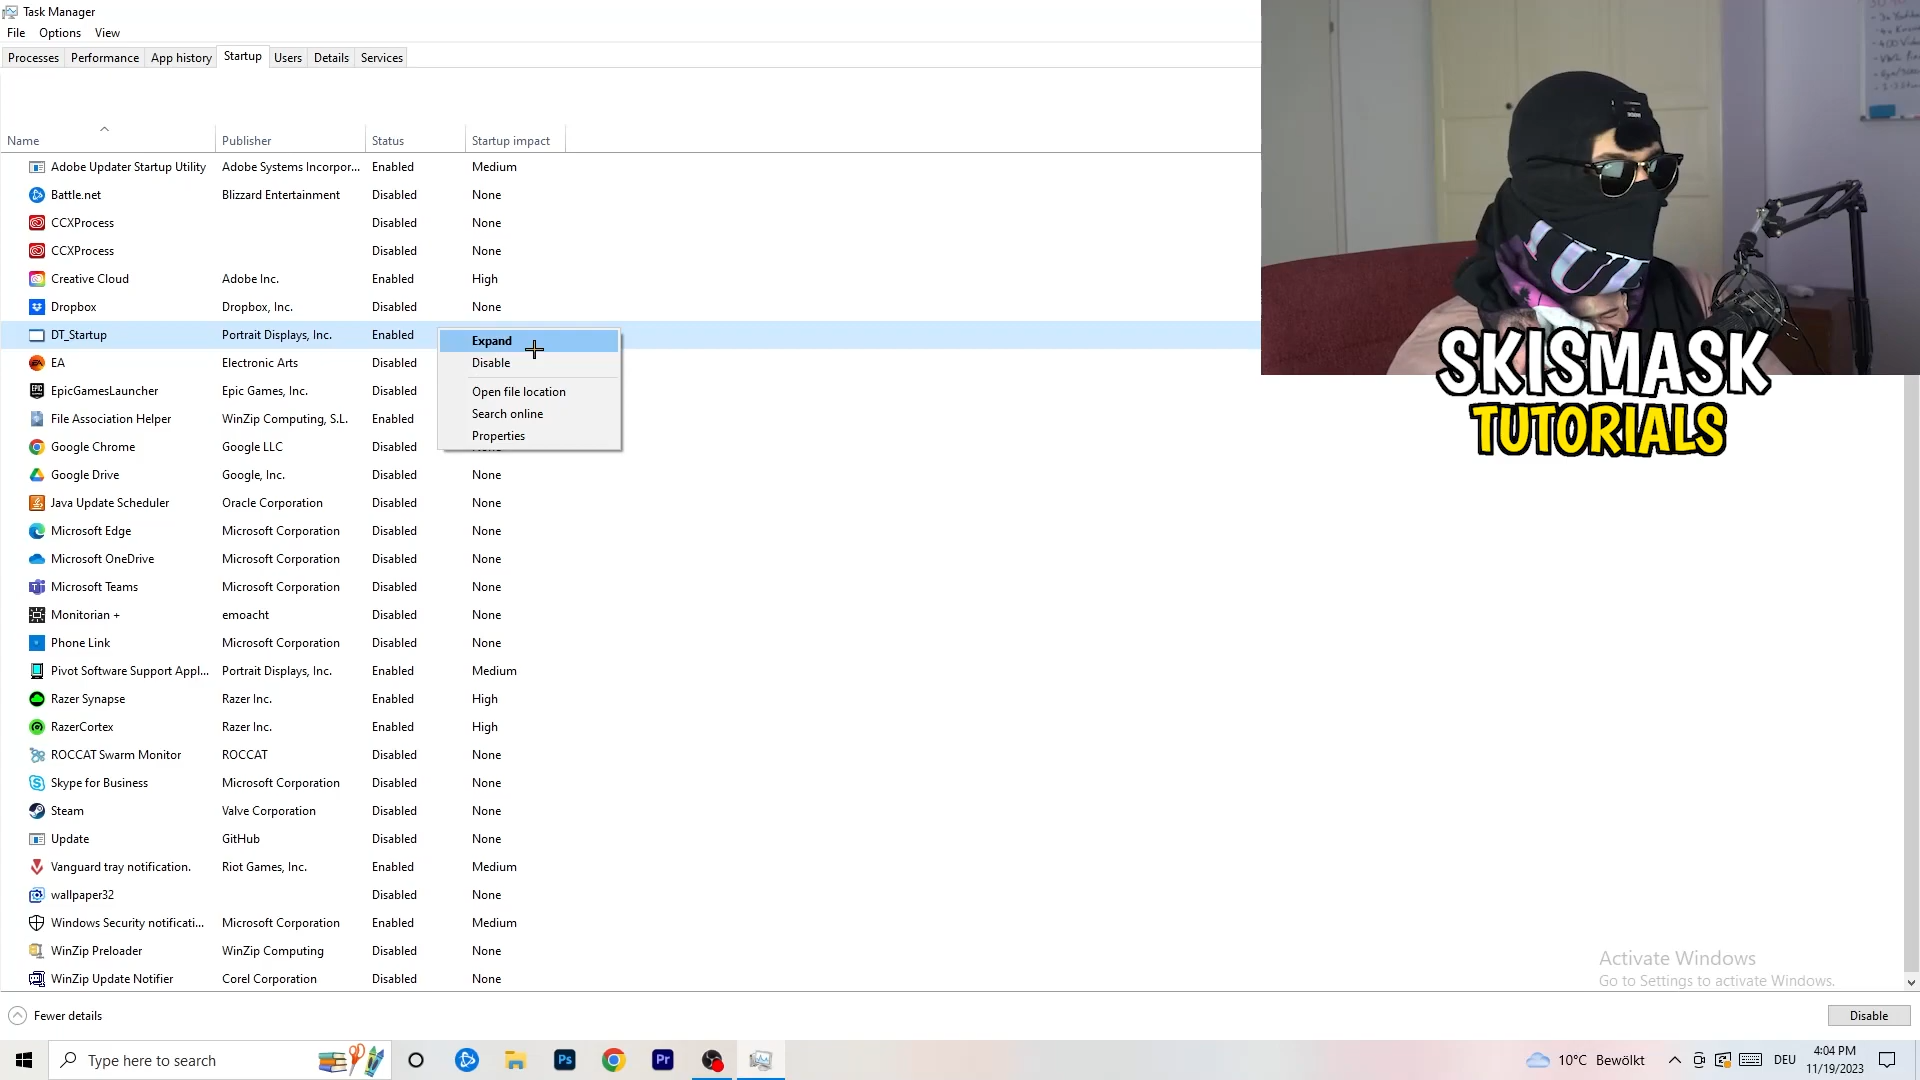 Task Manager
File Options View
Processes Performance App history Startup Users Details Services
Name Publisher Status Startup impact
Adobe Updater Startup Utility Adobe Systems Incorpor... Enabled Medium
Battle.net Blizzard Entertainment Disabled None
CCXProcess Disabled None
CCXProcess Disabled None
Creative Cloud Adobe Inc. Enabled High
Dropbox Dropbox, Inc. Disabled None
DT_Startup Portrait Displays, Inc. Enabled
EA Electronic Arts Disabled
EpicGamesLauncher Epic Games, Inc. Disabled
File Association Helper WinZip Computing, S.L. Enabled
Google Chrome Google LLC Disabled
Google Drive Google, Inc. Disabled None
Java Update Scheduler Oracle Corporation Disabled None
Microsoft Edge Microsoft Corporation Disabled None
Microsoft OneDrive Microsoft Corporation Disabled None
Microsoft Teams Microsoft Corporation Disabled None
Monitorian + emoacht Disabled None
Phone Link Microsoft Corporation Disabled None
Pivot Software Support Appl... Portrait Displays, Inc. Enabled Medium
Razer Synapse Razer Inc. Enabled High
RazerCortex Razer Inc. Enabled High
ROCCAT Swarm Monitor ROCCAT Disabled None
Skype for Business Microsoft Corporation Disabled None
Steam Valve Corporation Disabled None
Update GitHub Disabled None
Vanguard tray notification. Riot Games, Inc. Enabled Medium
wallpaper32 Disabled None
Windows Security notificati... Microsoft Corporation Enabled Medium
WinZip Preloader WinZip Computing Disabled None
WinZip Update Notifier Corel Corporation Disabled None
Expand
Disable
Open file location
Search online
Properties
SKISMASK
TUTORIALS
Activate Windows
Go to Settings to activate Windows.
Fewer details
Disable
Type here to search
Ps
Pr
10°C Bewölkt
DEU
4:04 PM
11/19/2023